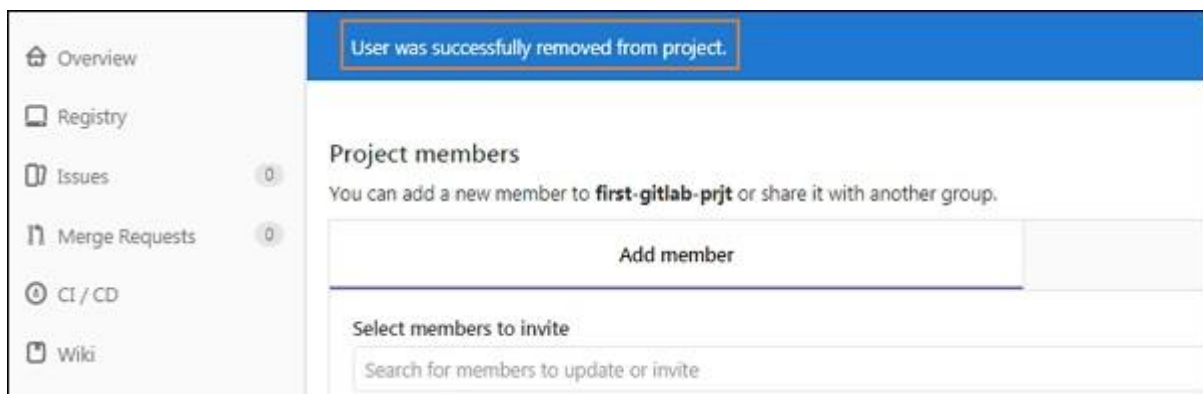 User was successfully removed from project.
Overview
Registry
Issues 0
Merge Requests 0
CI / CD
Wiki
Project members
You can add a new member to first-gitlab-prjt or share it with another group.
Add member
Select members to invite
Search for members to update or invite